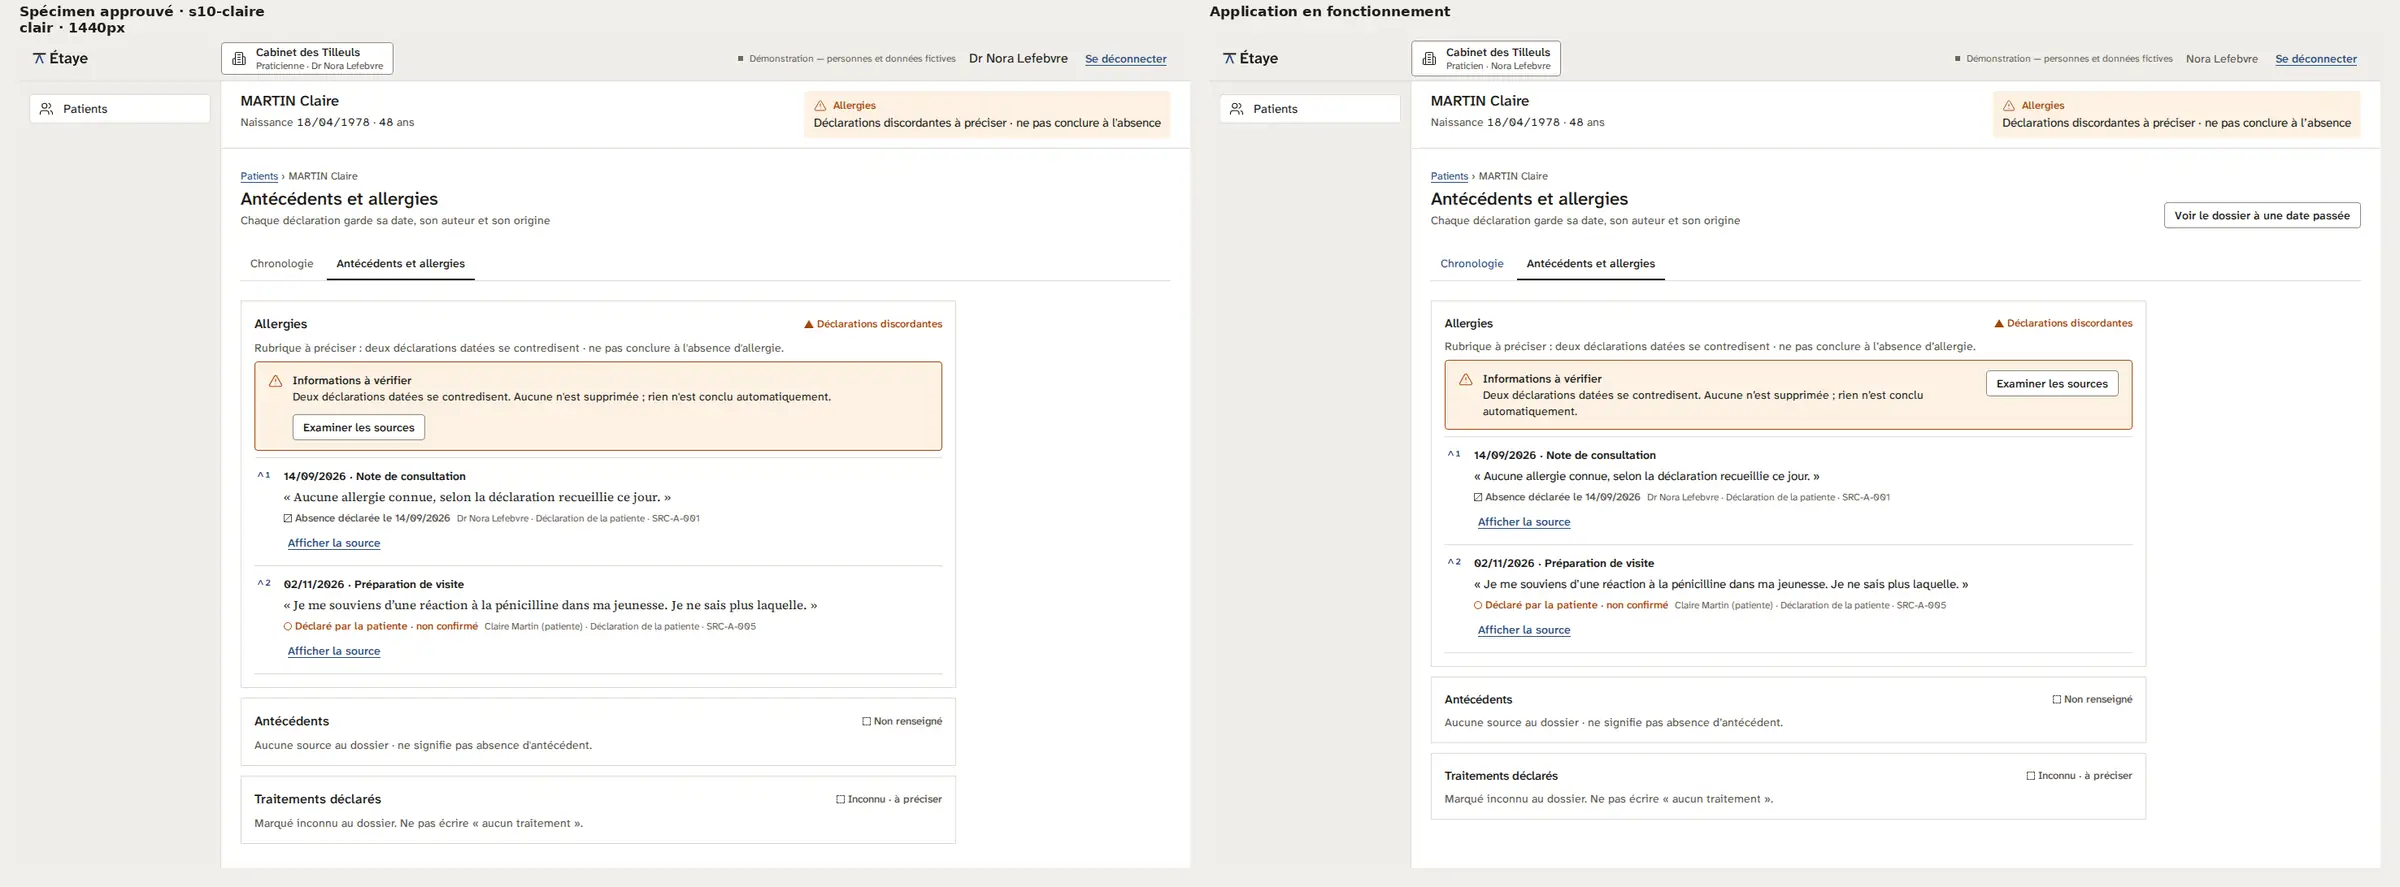 Spécimen approuvé · s10-claire
clair · 1440px
Étaye
Cabinet des Tilleuls
Praticienne · Dr Nora Lefebvre
Démonstration — personnes et données fictives
Dr Nora Lefebvre
Se déconnecter
Patients
MARTIN Claire
Naissance 18/04/1978 · 48 ans
Allergies
Déclarations discordantes à préciser · ne pas conclure à l'absence
Patients › MARTIN Claire
Antécédents et allergies
Chaque déclaration garde sa date, son auteur et son origine
Chronologie
Antécédents et allergies
Allergies
Déclarations discordantes
Rubrique à préciser : deux déclarations datées se contredisent · ne pas conclure à l'absence d'allergie.
Informations à vérifier
Deux déclarations datées se contredisent. Aucune n'est supprimée ; rien n'est conclu automatiquement.
Examiner les sources
^1 14/09/2026 · Note de consultation
« Aucune allergie connue, selon la déclaration recueillie ce jour. »
Absence déclarée le 14/09/2026 Dr Nora Lefebvre · Déclaration de la patiente · SRC-A-001
Afficher la source
^2 02/11/2026 · Préparation de visite
« Je me souviens d'une réaction à la pénicilline dans ma jeunesse. Je ne sais plus laquelle. »
Déclaré par la patiente · non confirmé Claire Martin (patiente) · Déclaration de la patiente · SRC-A-005
Afficher la source
Antécédents
Non renseigné
Aucune source au dossier · ne signifie pas absence d'antécédent.
Traitements déclarés
Inconnu · à préciser
Marqué inconnu au dossier. Ne pas écrire « aucun traitement ».
Application en fonctionnement
Étaye
Cabinet des Tilleuls
Praticien · Nora Lefebvre
Démonstration — personnes et données fictives
Nora Lefebvre
Se déconnecter
Patients
MARTIN Claire
Naissance 18/04/1978 · 48 ans
Allergies
Déclarations discordantes à préciser · ne pas conclure à l’absence
Patients › MARTIN Claire
Antécédents et allergies
Chaque déclaration garde sa date, son auteur et son origine
Voir le dossier à une date passée
Chronologie
Antécédents et allergies
Allergies
Déclarations discordantes
Rubrique à préciser : deux déclarations datées se contredisent · ne pas conclure à l’absence d’allergie.
Informations à vérifier
Deux déclarations datées se contredisent. Aucune n’est supprimée ; rien n’est conclu
automatiquement.
Examiner les sources
^1 14/09/2026 · Note de consultation
« Aucune allergie connue, selon la déclaration recueillie ce jour. »
Absence déclarée le 14/09/2026 Dr Nora Lefebvre · Déclaration de la patiente · SRC-A-001
Afficher la source
^2 02/11/2026 · Préparation de visite
« Je me souviens d’une réaction à la pénicilline dans ma jeunesse. Je ne sais plus laquelle. »
Déclaré par la patiente · non confirmé Claire Martin (patiente) · Déclaration de la patiente · SRC-A-005
Afficher la source
Antécédents
Non renseigné
Aucune source au dossier · ne signifie pas absence d’antécédent.
Traitements déclarés
Inconnu · à préciser
Marqué inconnu au dossier. Ne pas écrire « aucun traitement ».